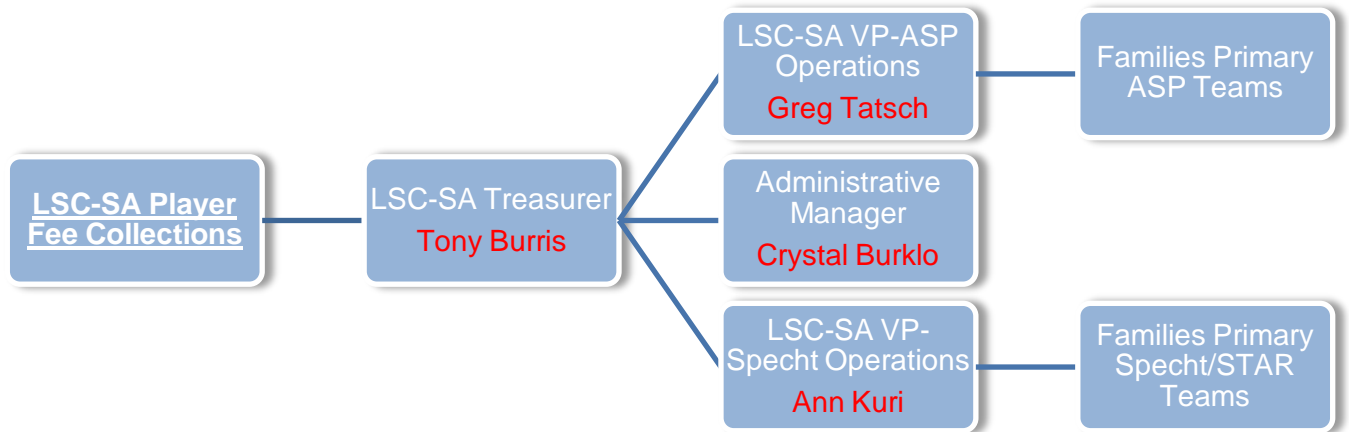 LSC-SA Player
Fee Collections
LSC-SA Treasurer
Tony Burris
LSC-SA VP-ASP
Operations
Greg Tatsch
Families Primary
ASP Teams
Administrative
Manager
Crystal Burklo
LSC-SA VP-
Specht Operations
Ann Kuri
Families Primary
Specht/STAR
Teams